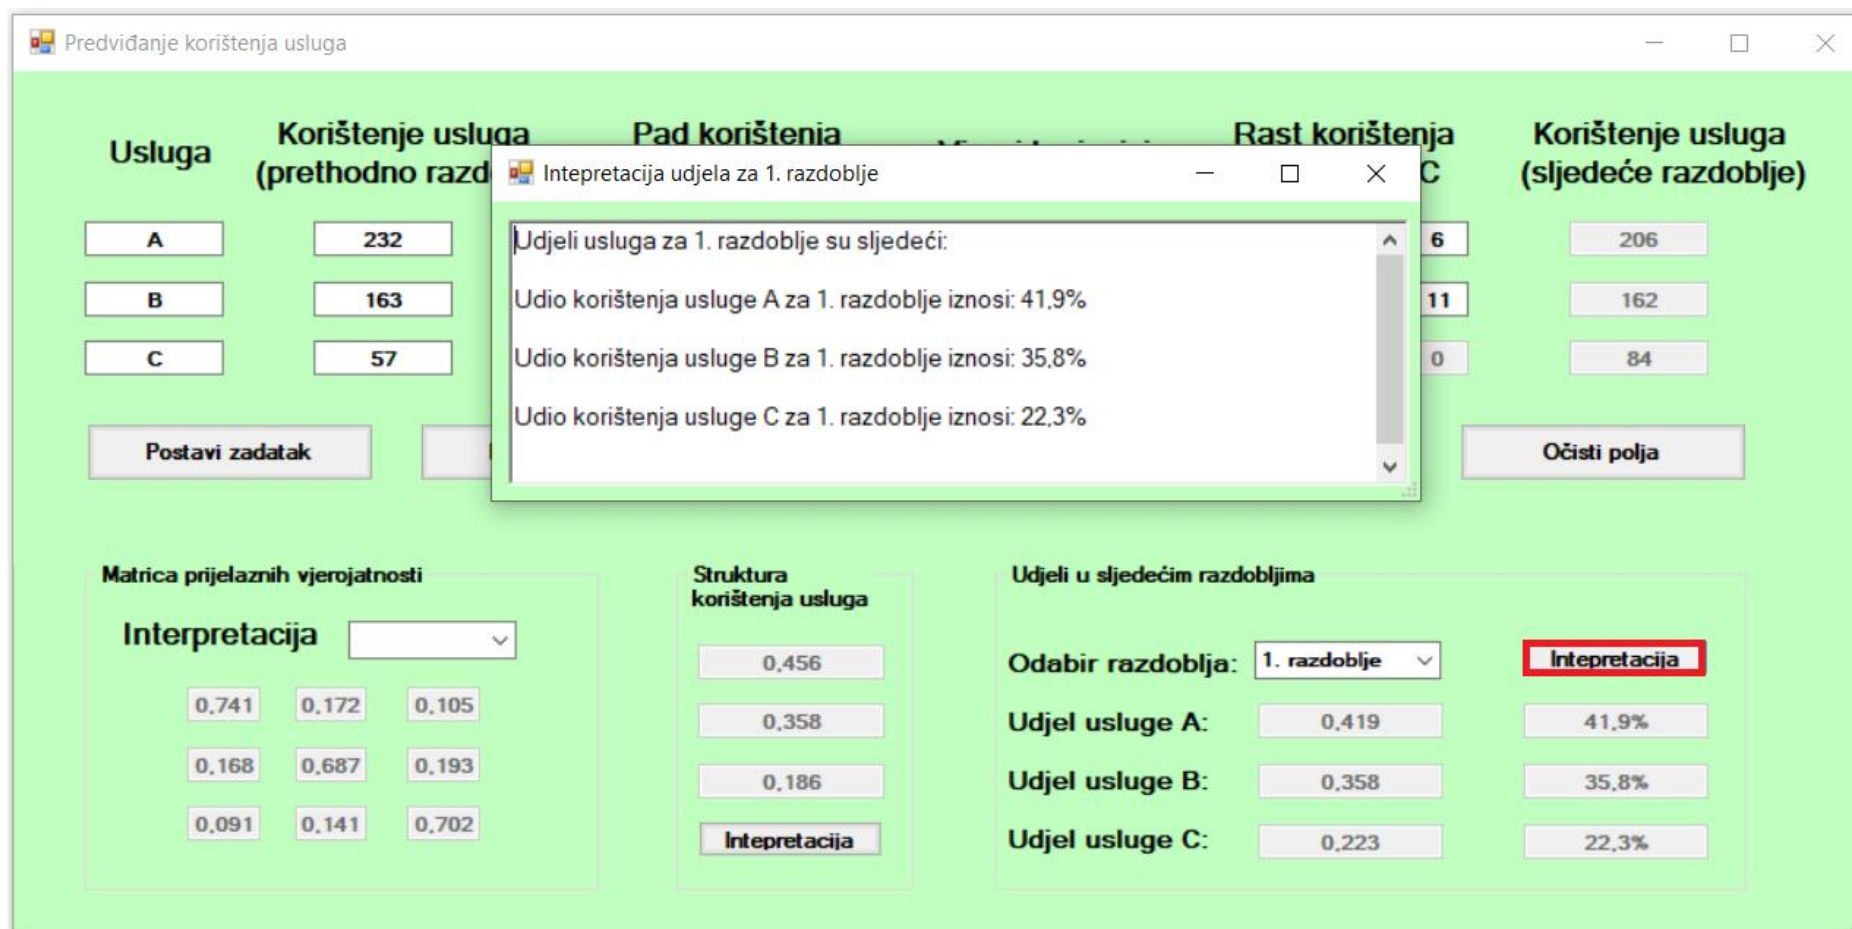 Predviđanje korištenja usluga
Usluga
Korištenje usluga
(prethodno
Pad korištenja
Rast korištenja
C
Korištenje usluga
(sljedeće razdoblje)
Intepretacija udjela za 1. razdoblje
Udjeli usluga za 1. razdoblje su sljedeći:
Udio korištenja usluge A za 1. razdoblje iznosi: 41,9%
Udio korištenja usluge B za 1. razdoblje iznosi: 35,8%
Udio korištenja usluge C za 1. razdoblje iznosi: 22,3%
A 232 6 206
B 163 11 162
C 57 0 84
Postavi zadatak
Očisti polja
Matrica prijelaznih vjerojatnosti
Interpretacija
0,741 0,172 0,105
0,168 0,687 0,193
0,091 0,141 0,702
Struktura
korištenja usluga
0,456
0,358
0,186
Intepretacija
Udjeli u sljedećim razdobljima
Odabir razdoblja: 1. razdoblje Intepretacija
Udjel usluge A: 0,419 41,9%
Udjel usluge B: 0,358 35,8%
Udjel usluge C: 0,223 22,3%